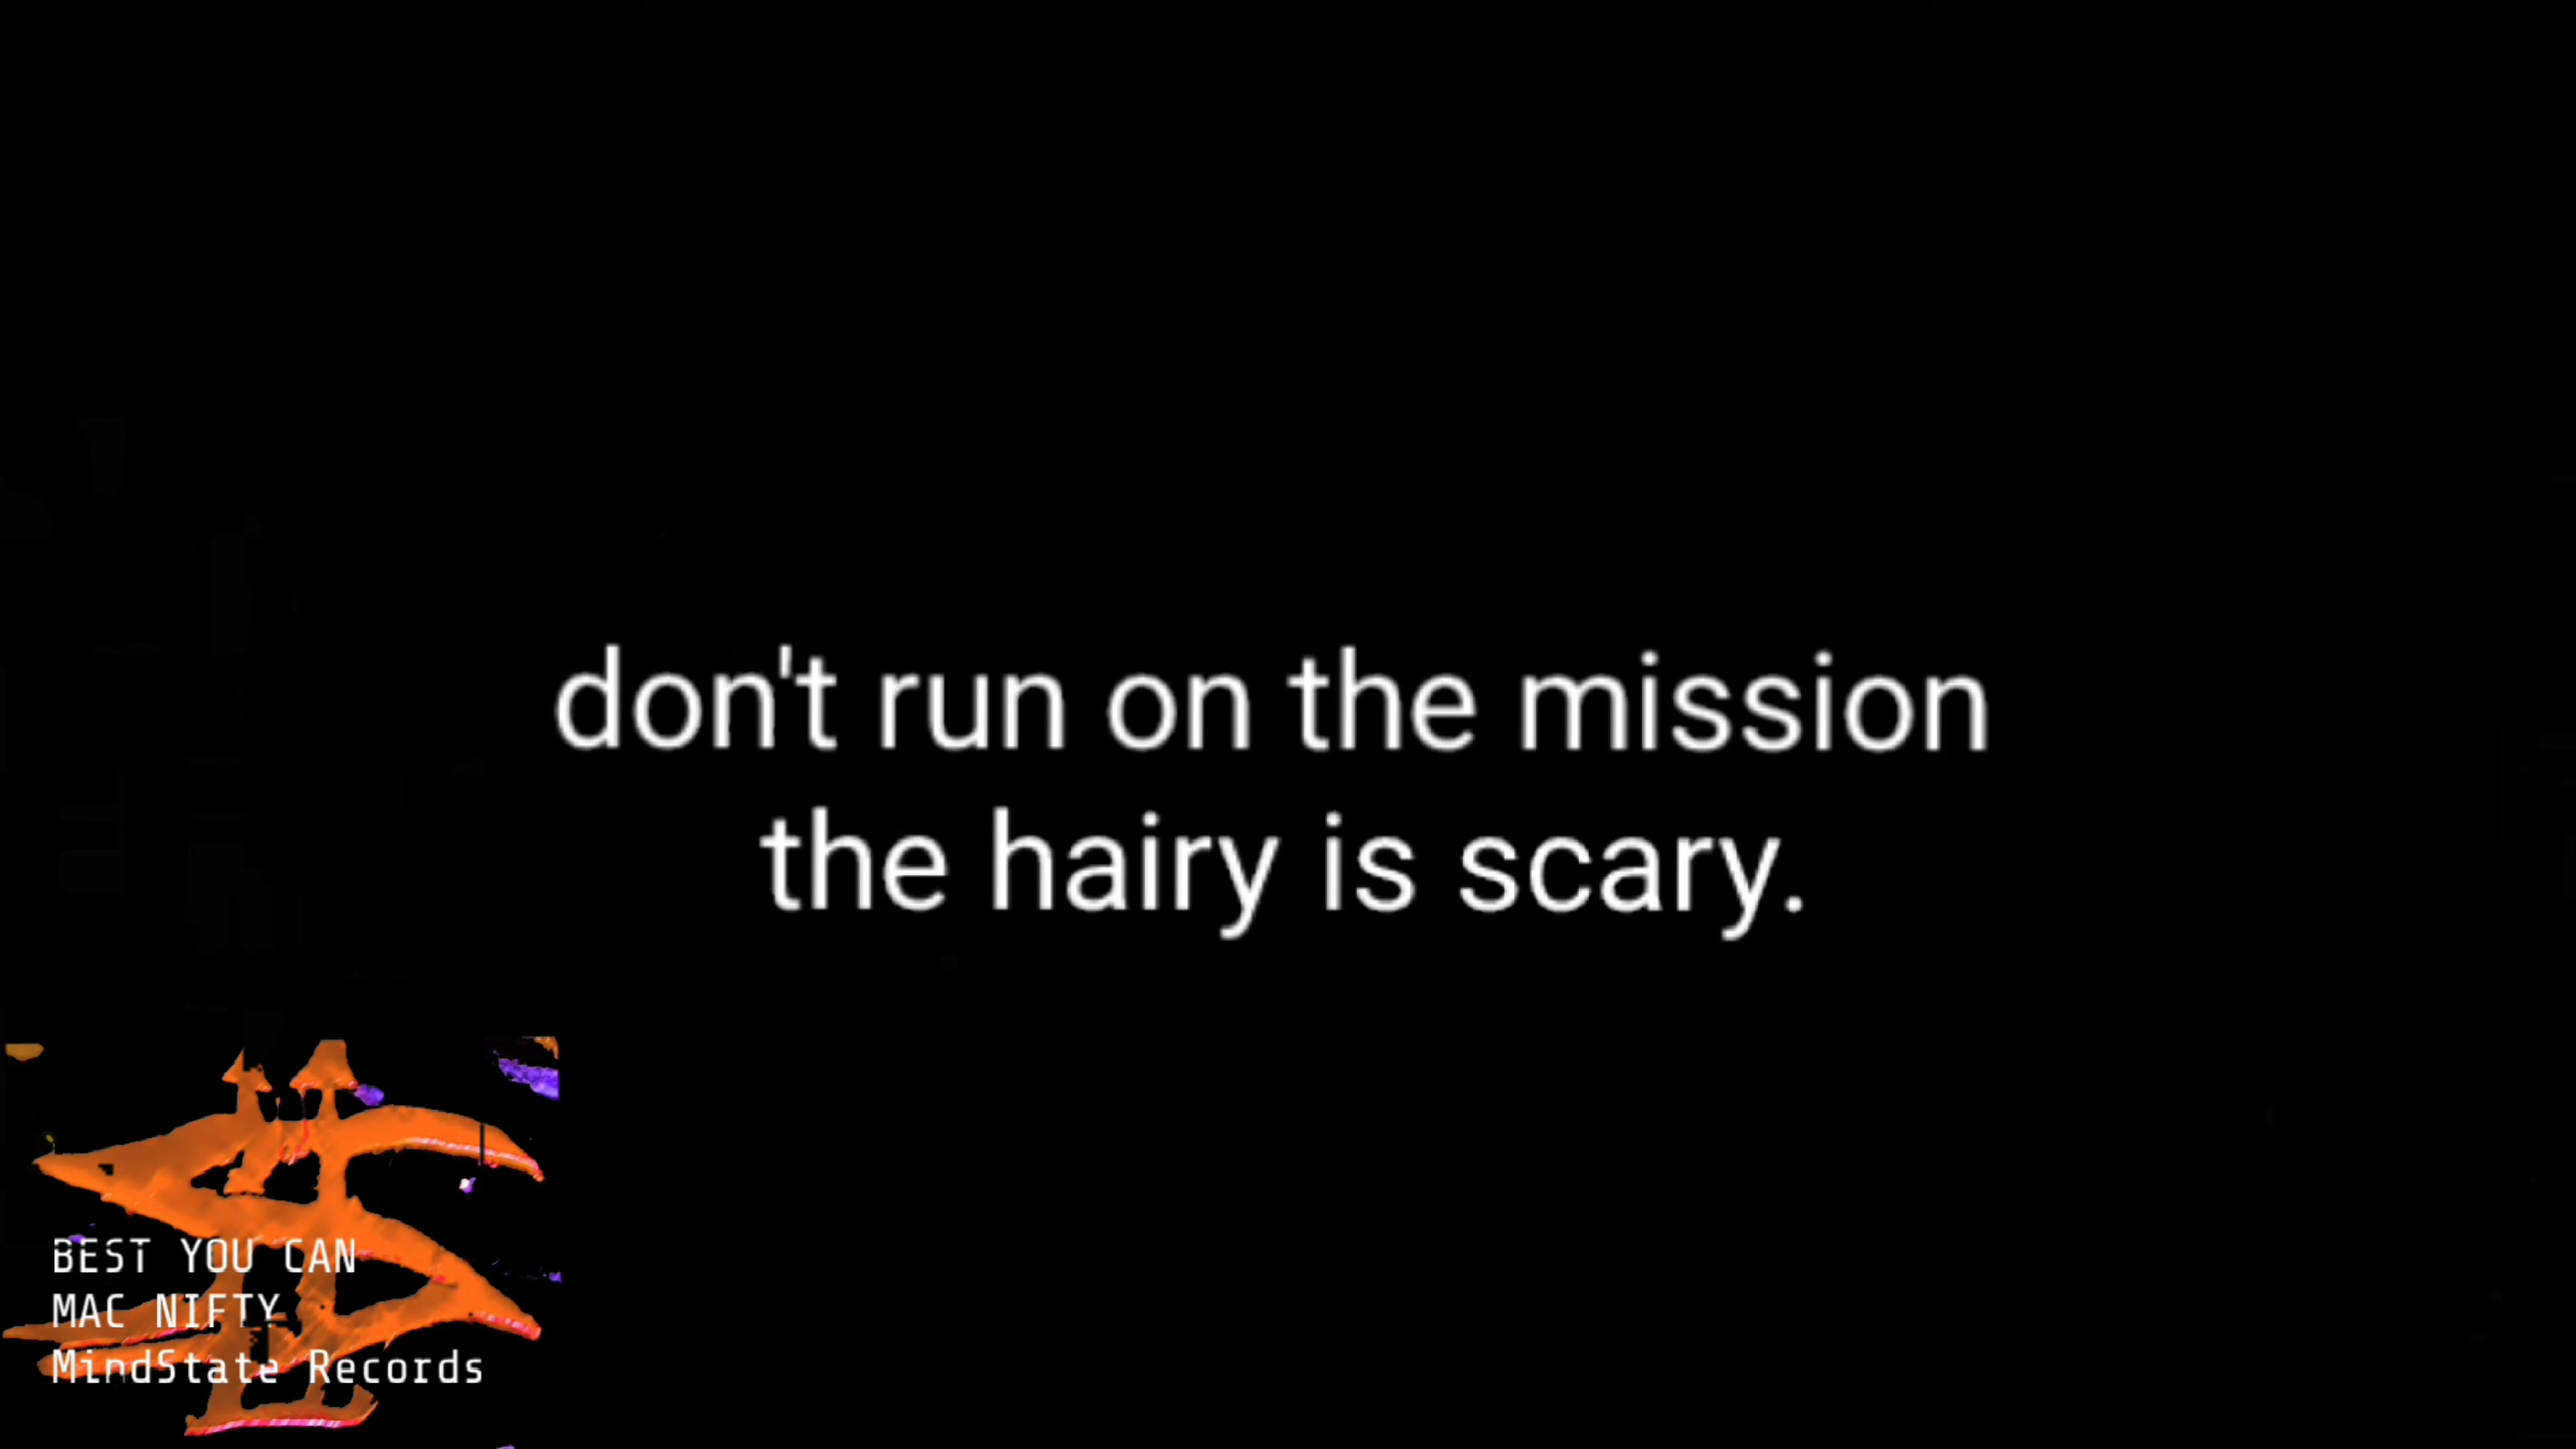 don't run on the mission
the hairy is scary.
BEST YOU CAN
MAC NIFTY
MindState Records